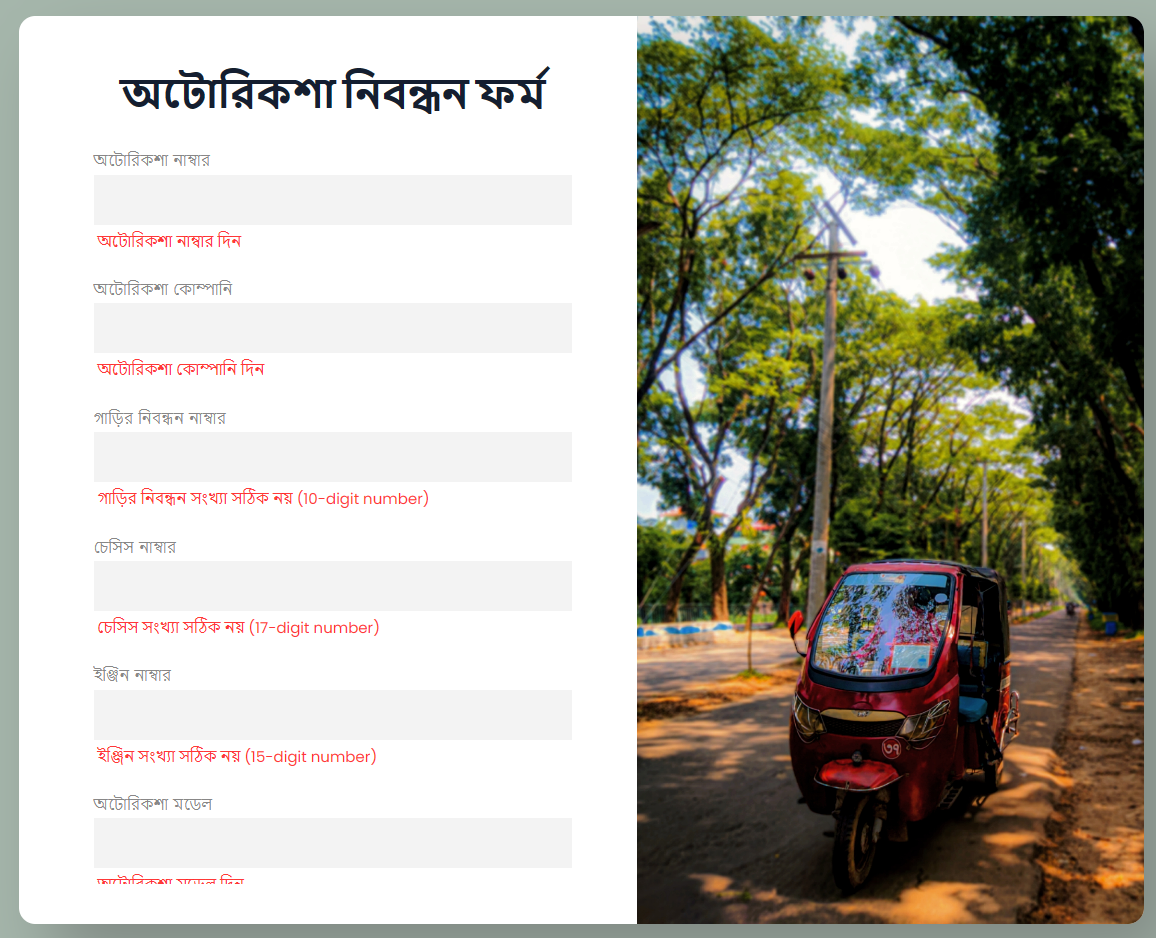 অটোরিকশা নিবন্ধন ফর্ম
অটোরিকশা নাম্বার
অটোরিকশা নাম্বার দিন
অটোরিকশা কোম্পানি
অটোরিকশা কোম্পানি দিন
গাড়ির নিবন্ধন নাম্বার
গাড়ির নিবন্ধন সংখ্যা সঠিক নয় (10-digit number)
চেসিস নাম্বার
চেসিস সংখ্যা সঠিক নয় (17-digit number)
ইঞ্জিন নাম্বার
ইঞ্জিন সংখ্যা সঠিক নয় (15-digit number)
অটোরিকশা মডেল
অটোরিকশা মডেল দিন
৩৭